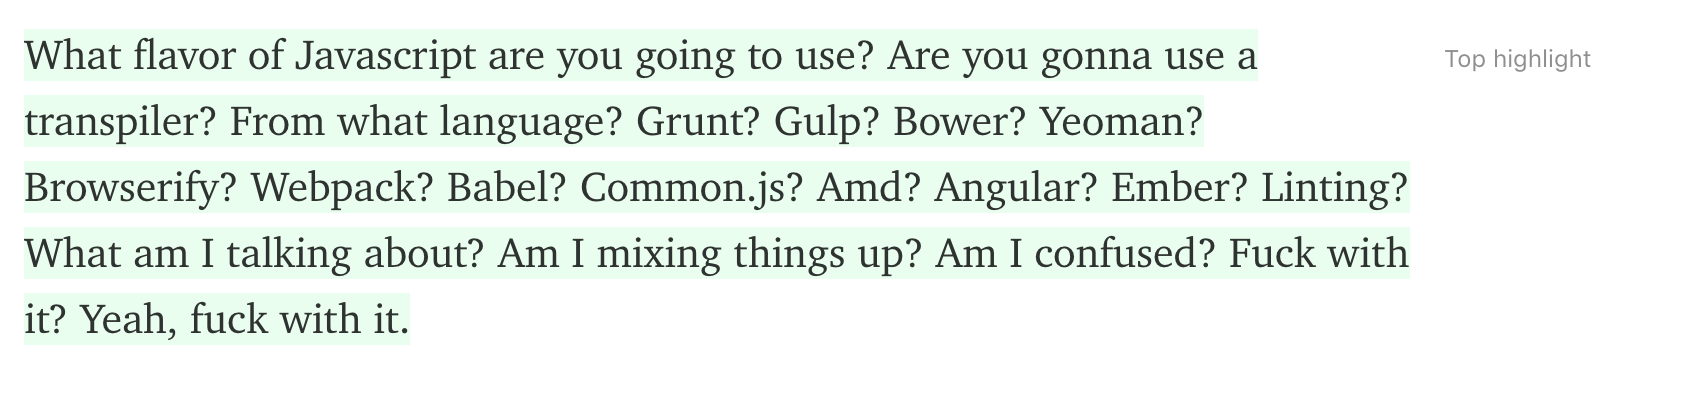 What flavor of Javascript are you going to use? Are you gonna use a
Top highlight
transpiler? From what language? Grunt? Gulp? Bower? Yeoman?
Browserify? Webpack? Babel? Common.js? Amd? Angular? Ember? Linting?
What am I talking about? Am I mixing things up? Am I confused? Fuck with
it? Yeah, fuck with it.